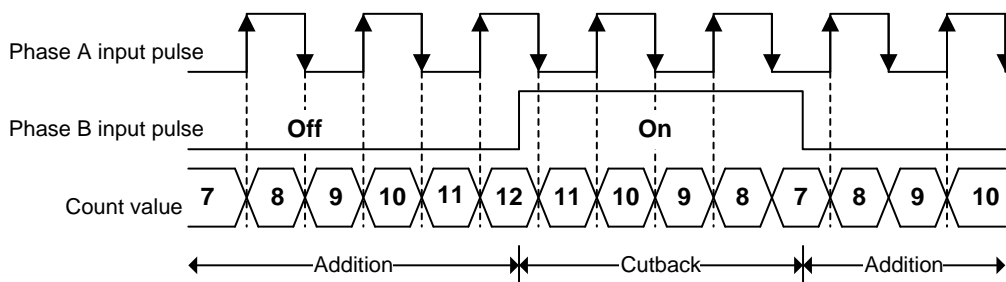 Phase A input pulse
Phase B input pulse Off On
Count value 7 8 9 10 11 12 11 10 9 8 7 8 9 10
Addition Cutback Addition